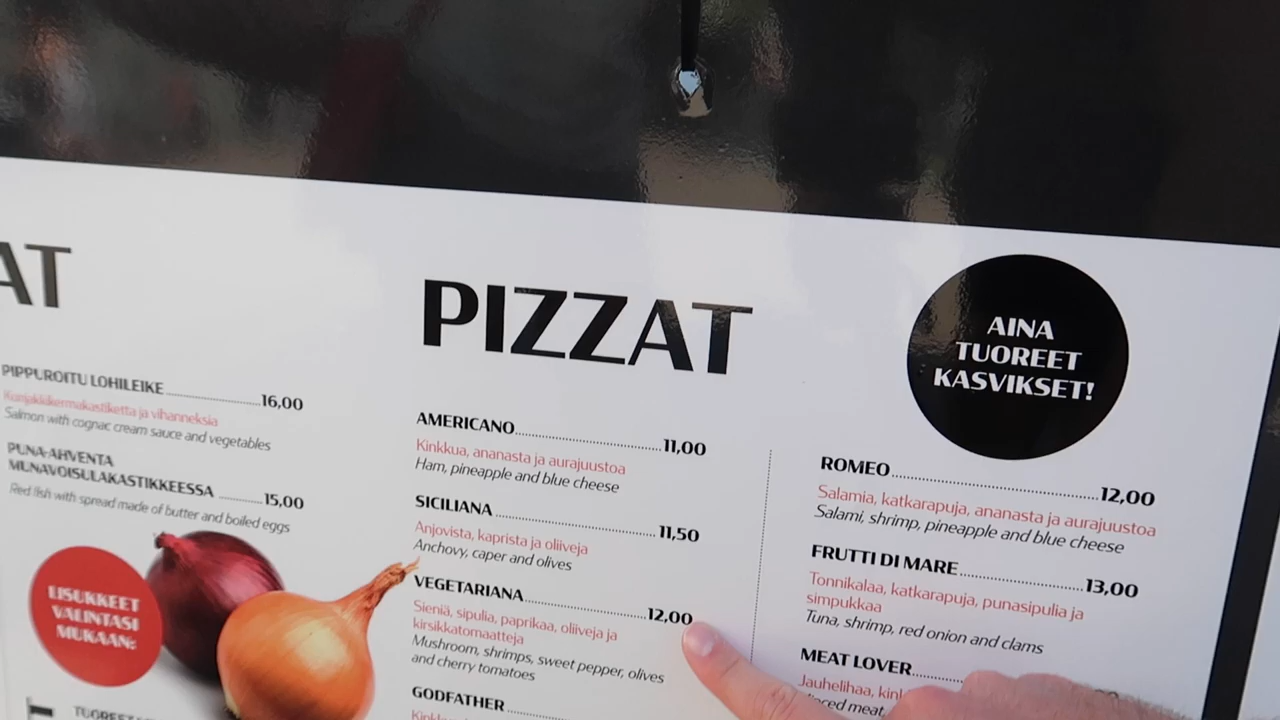 AT
PIPPUROITU LOHILEIKE 16,00
Konjakkikermakastiketta ja vihanneksia
Salmon with cognac cream sauce and vegetables
PUNA-AHVENTA
MUNAVOISULAKASTIKKEESSA 15,00
Red fish with spread made of butter and boiled eggs
LISUKKEET
VALINTASI
MUKAAN:
PIZZAT
AMERICANO 11,00
Kinkkua, ananasta ja aurajuustoa
Ham, pineapple and blue cheese
SICILIANA 11,50
Anjovista, kaprista ja oliiveja
Anchovy, caper and olives
VEGETARIANA 12,00
Sieniä, sipulia, paprikaa, oliiveja ja
kirsikkatomaatteja
Mushroom, shrimps, sweet pepper, olives
and cherry tomatoes
GODFATHER
AINA
TUOREET
KASVIKSET!
ROMEO 12,00
Salamia, katkarapuja, ananasta ja aurajuustoa
Salami, shrimp, pineapple and blue cheese
FRUTTI DI MARE 13,00
Tonnikalaa, katkarapuja, punasipulia ja
simpukkaa
Tuna, shrimp, red onion and clams
MEAT LOVER
Jauhelihaa,
meat,